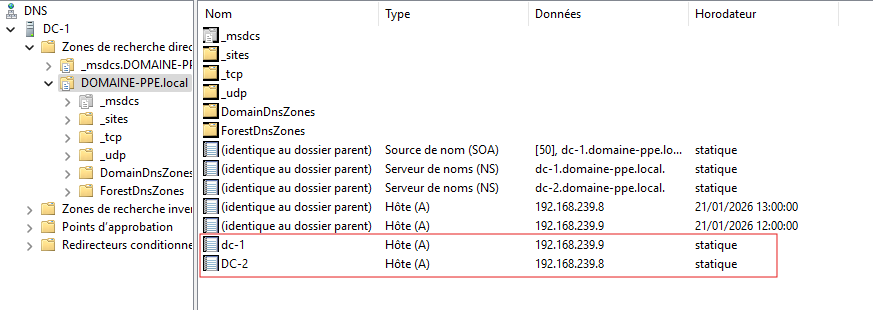 DNS
DC-1
Zones de recherche direc
_msdcs.DOMAINE-PP
DOMAINE-PPE.local
_msdcs
_sites
_tcp
_udp
DomainDnsZones
ForestDnsZones
Zones de recherche inver
Points d'approbation
Redirecteurs conditionne
Nom Type Données Horodateur
_msdcs
_sites
_tcp
_udp
DomainDnsZones
ForestDnsZones
(identique au dossier parent) Source de nom (SOA) [50], dc-1.domaine-ppe.lo... statique
(identique au dossier parent) Serveur de noms (NS) dc-1.domaine-ppe.local. statique
(identique au dossier parent) Serveur de noms (NS) dc-2.domaine-ppe.local. statique
(identique au dossier parent) Hôte (A) 192.168.239.8 21/01/2026 13:00:00
(identique au dossier parent) Hôte (A) 192.168.239.9 21/01/2026 12:00:00
dc-1 Hôte (A) 192.168.239.9 statique
DC-2 Hôte (A) 192.168.239.8 statique